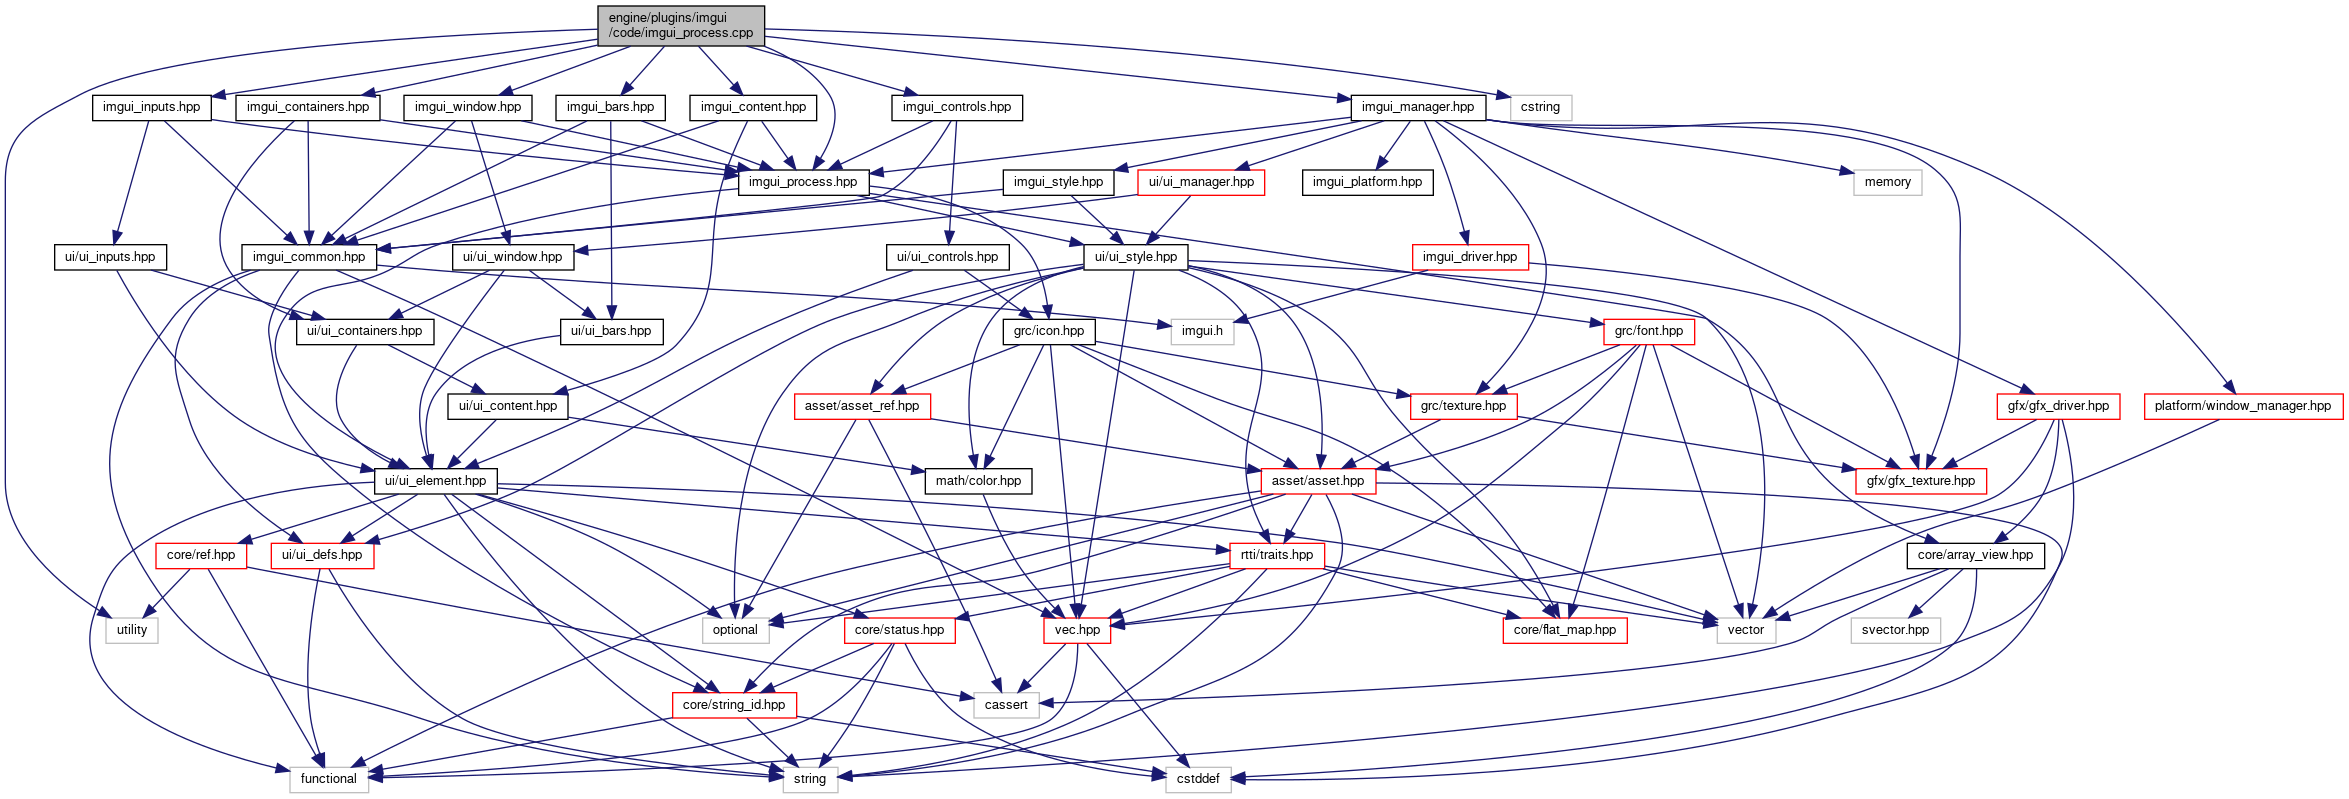 engine/plugins/imgui
/code/imgui_process.cpp
imgui_inputs.hpp
imgui_containers.hpp
imgui_window.hpp
imgui_bars.hpp
imgui_content.hpp
imgui_controls.hpp
imgui_manager.hpp
cstring
imgui_process.hpp
imgui_style.hpp
ui/ui_manager.hpp
imgui_platform.hpp
memory
ui/ui_inputs.hpp
imgui_common.hpp
ui/ui_window.hpp
ui/ui_controls.hpp
ui/ui_style.hpp
imgui_driver.hpp
ui/ui_containers.hpp
ui/ui_bars.hpp
grc/icon.hpp
imgui.h
grc/font.hpp
ui/ui_content.hpp
asset/asset_ref.hpp
grc/texture.hpp
gfx/gfx_driver.hpp
platform/window_manager.hpp
ui/ui_element.hpp
math/color.hpp
asset/asset.hpp
gfx/gfx_texture.hpp
core/ref.hpp
ui/ui_defs.hpp
rtti/traits.hpp
core/array_view.hpp
utility
optional
core/status.hpp
vec.hpp
core/flat_map.hpp
vector
svector.hpp
core/string_id.hpp
cassert
functional
string
cstddef